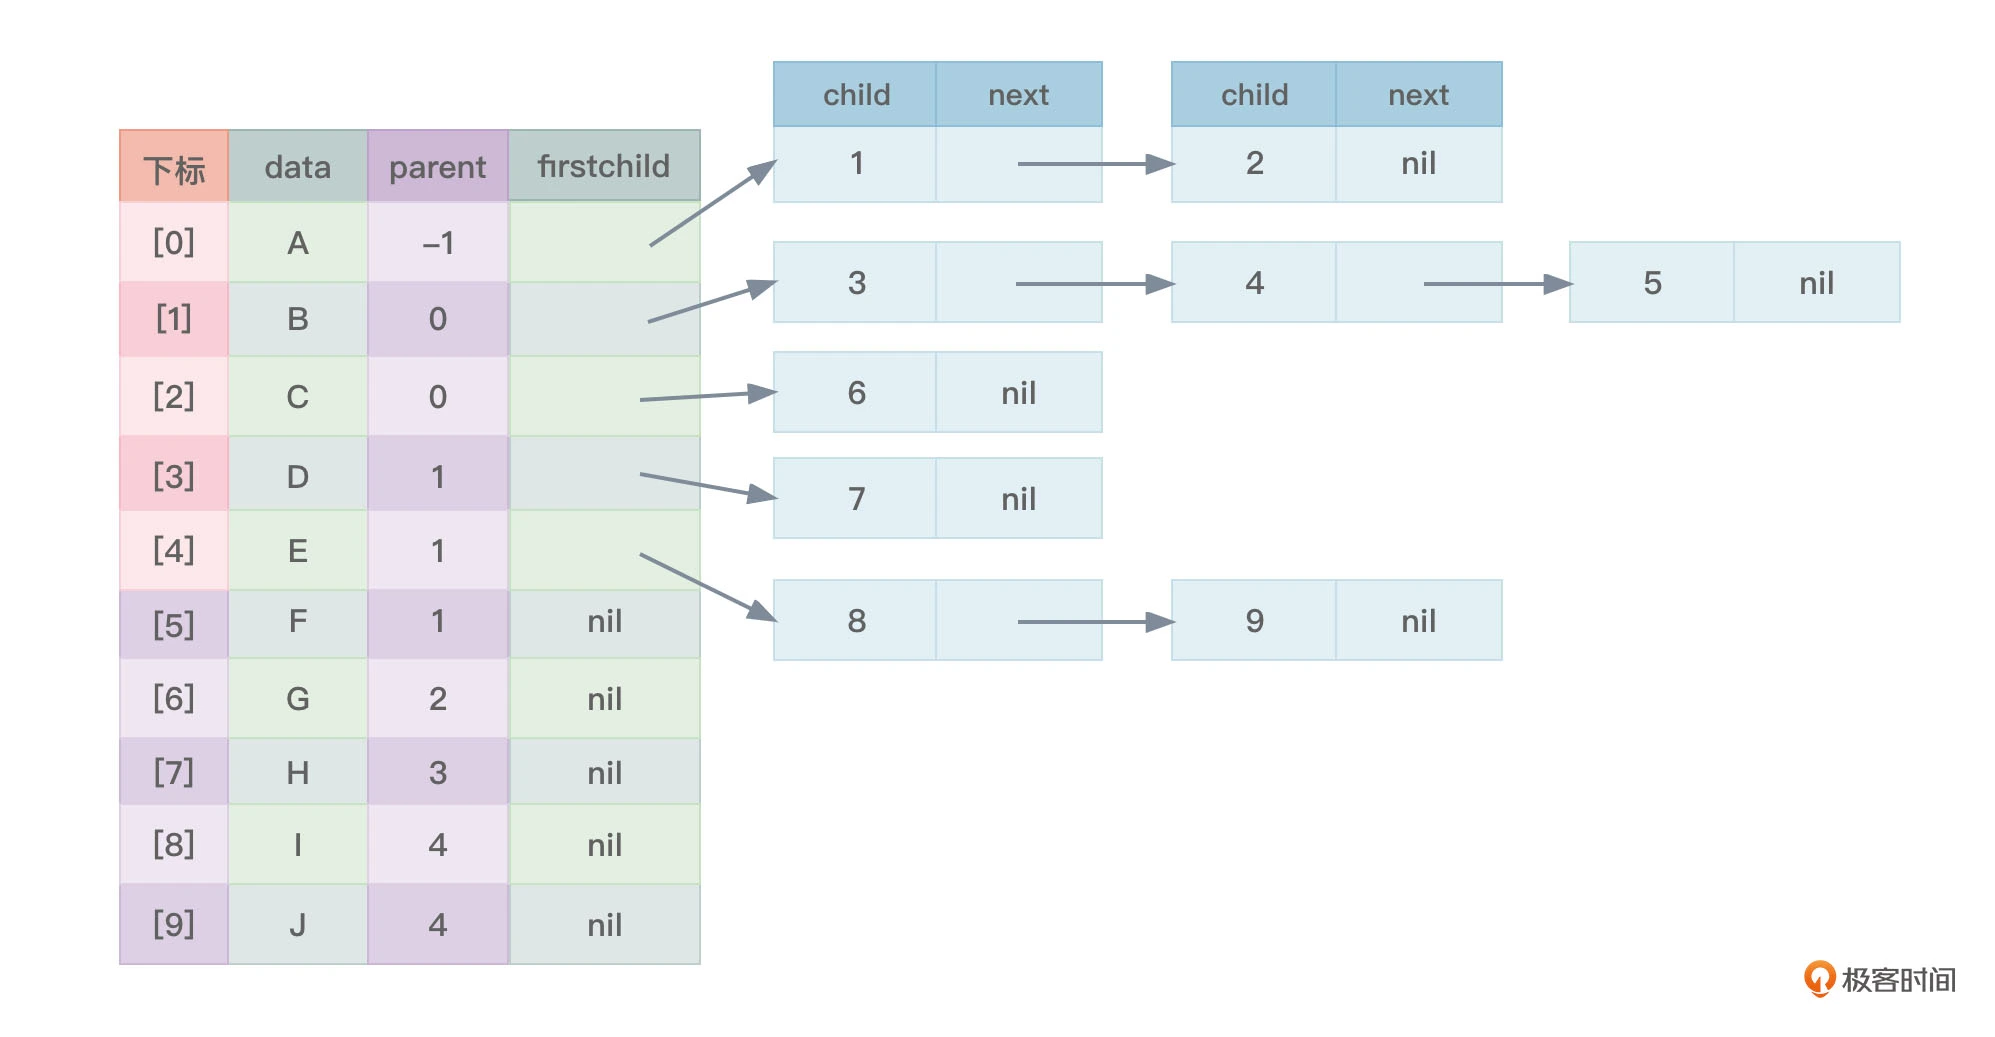 child next child next
下标 data parent firstchild
1 2 nil
[0] A –1
3 4 5 nil
[1] B 0
[2] C 0
6 nil
[3] D 1
7 nil
[4] E 1
[5] F 1 nil
8 9 nil
[6] G 2 nil
[7] H 3 nil
[8] I 4 nil
[9] J 4 nil
极客时间